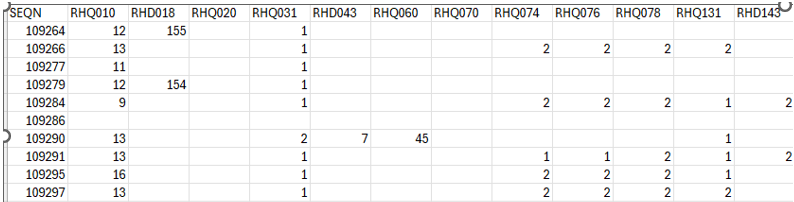 SEQN RHQ010 RHD018 RHQ020 RHQ031 RHD043 RHQ060 RHQ070 RHQ074 RHQ076 RHQ078 RHQ131 RHD143
109264 12 155 1
109266 13 1 2 2 2 2
109277 11 1
109279 12 154 1
109284 9 1 2 2 2 1 2
109286
109290 13 2 7 45 1
109291 13 1 1 1 2 1 2
109295 16 1 2 2 2 1
109297 13 1 2 2 2 2